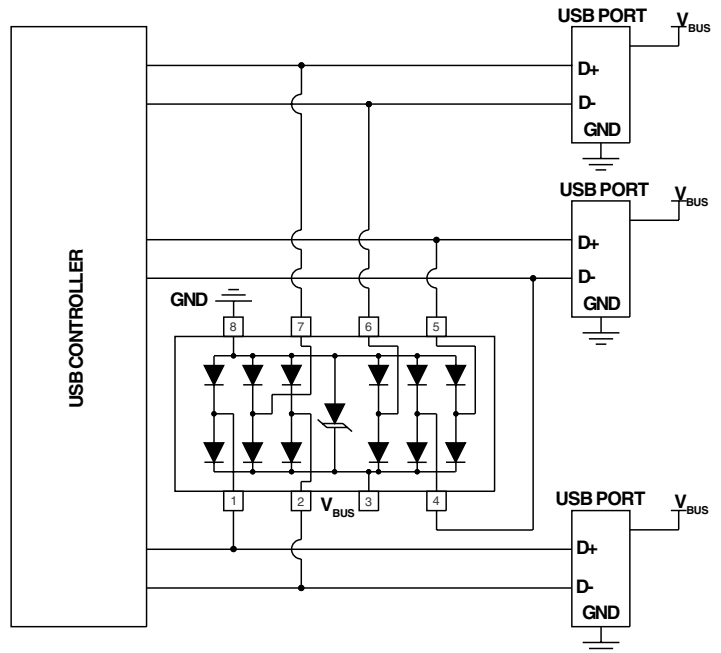 USB PORT
V BUS
D+
D-
GND
USB PORT
V BUS
D+
D-
GND
USB CONTROLLER
GND
8
7
6
5
1
2
V BUS
3
4
USB PORT
V BUS
D+
D-
GND